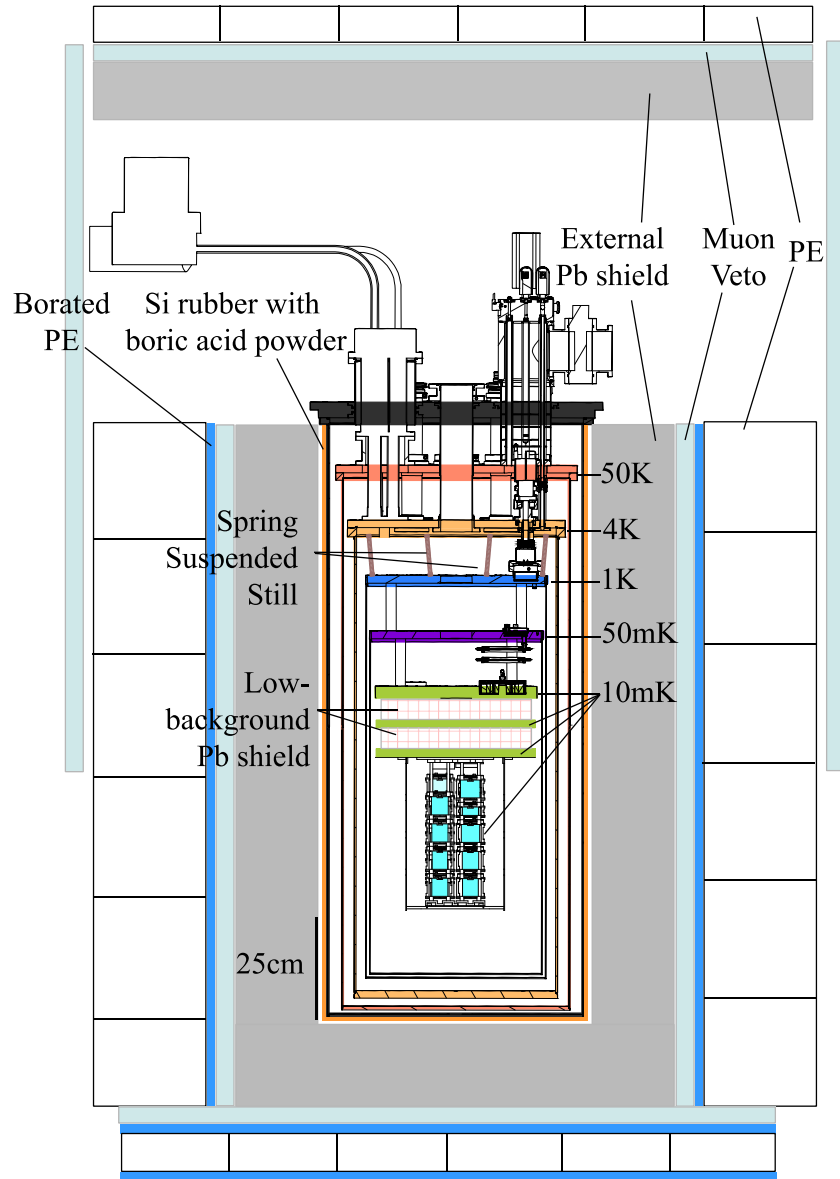 External
Pb shield
Muon
Veto
PE
Borated
PE
Si rubber with
boric acid powder
50K
4K
Spring
Suspended
Still
1K
50mK
10mK
Low-
background
Pb shield
25cm